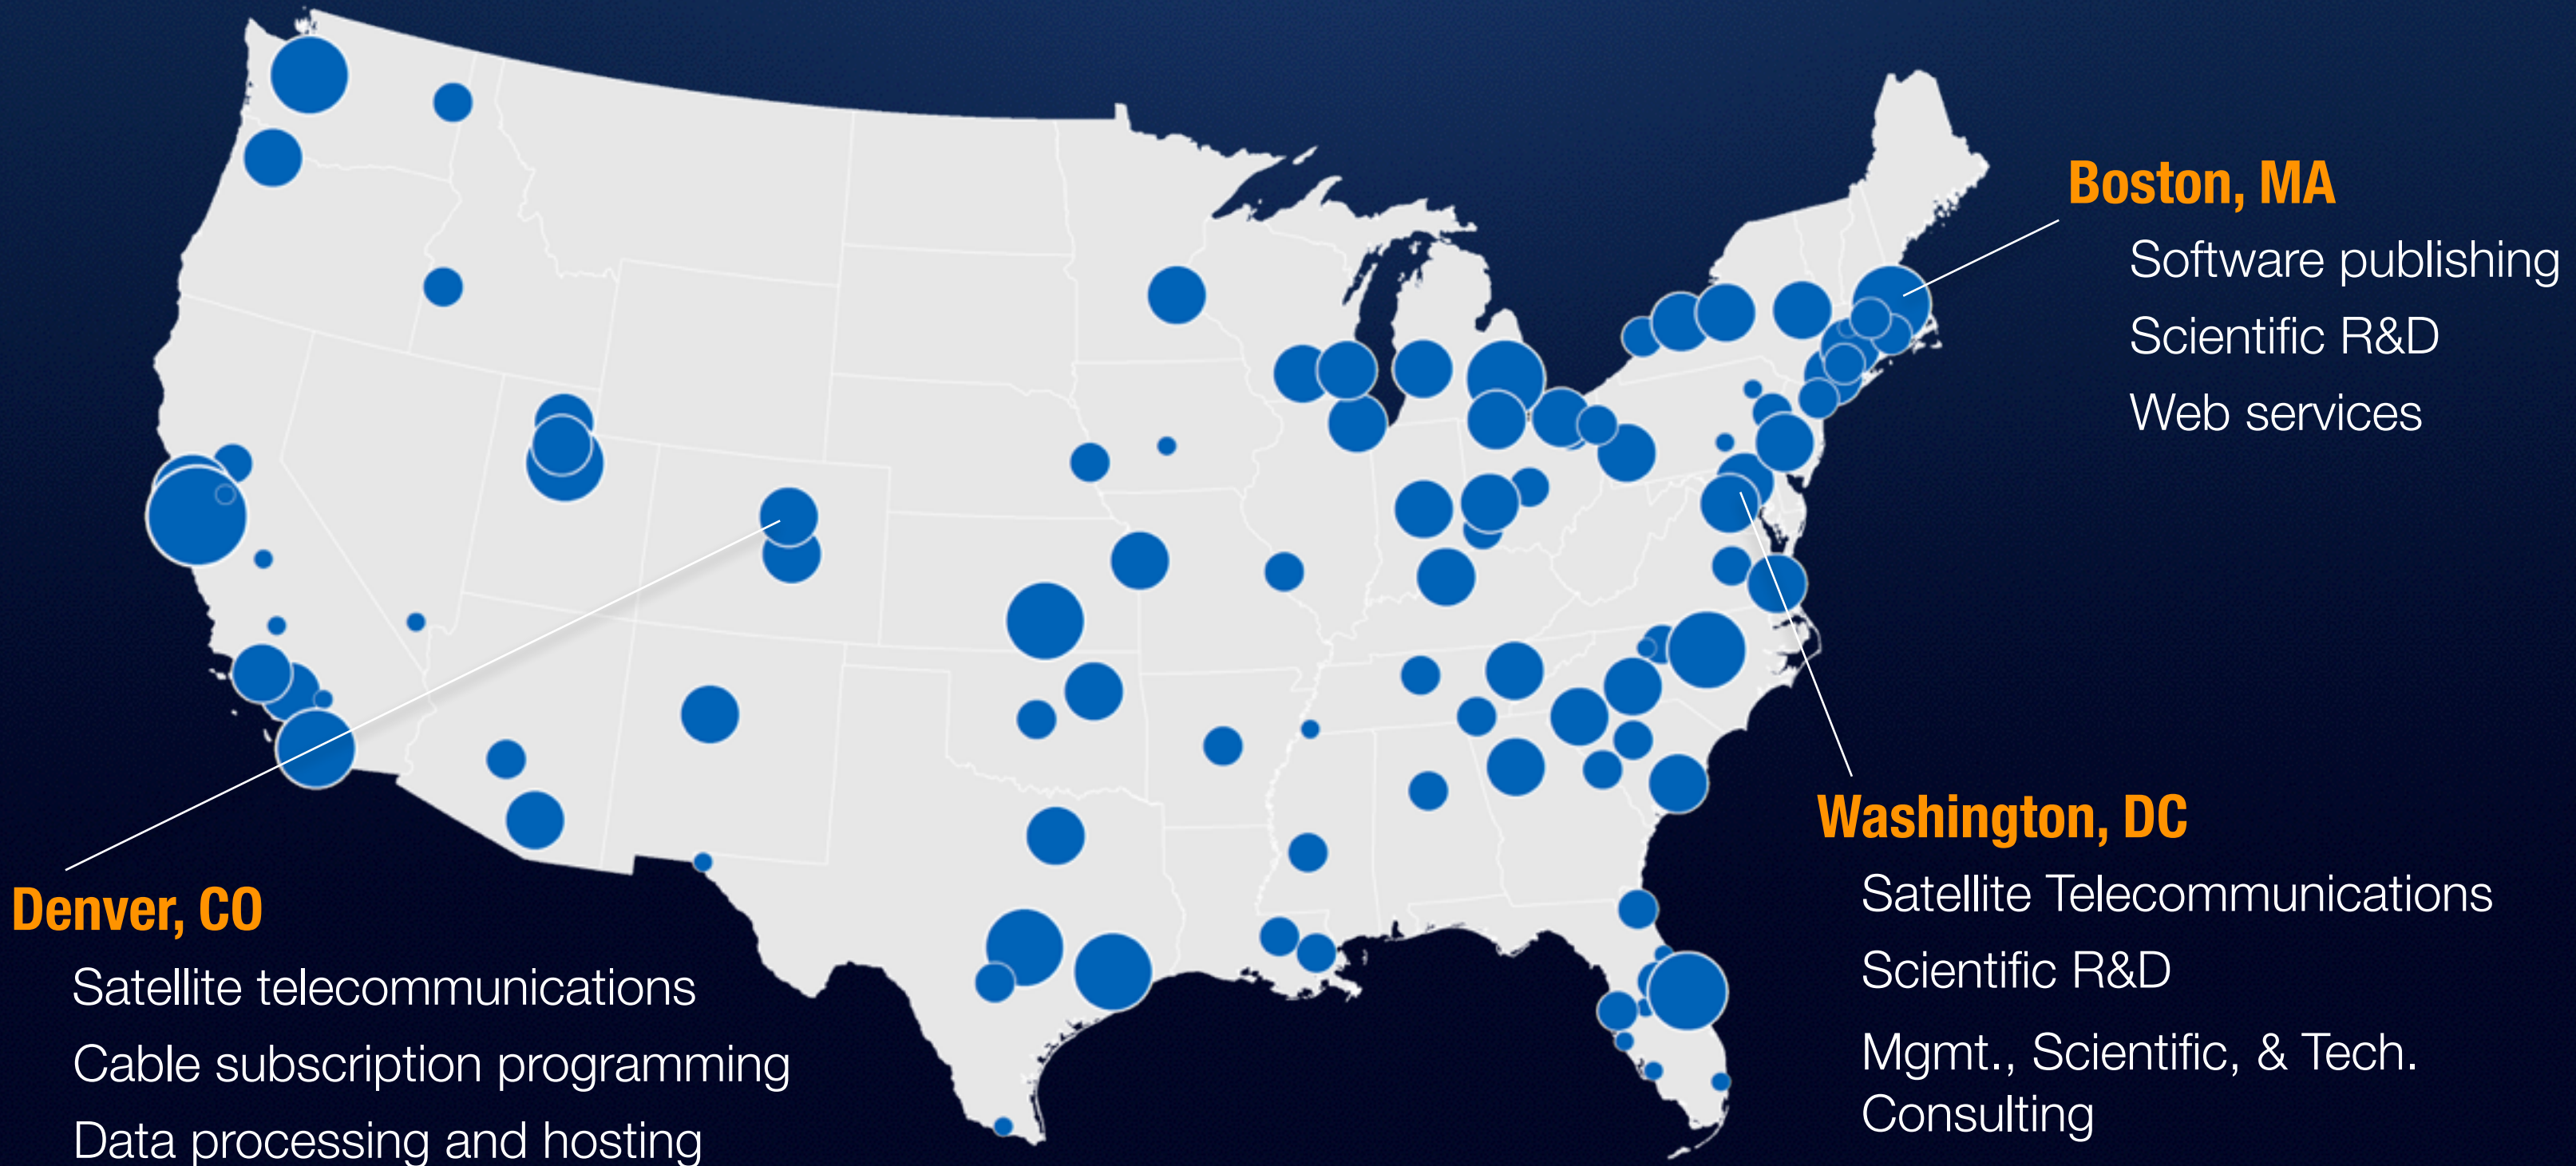 Boston, MA
Software publishing
Scientific R&D
Web services
Washington, DC
Satellite Telecommunications
Scientific R&D
Mgmt., Scientific, & Tech.
Consulting
Denver, CO
Satellite telecommunications
Cable subscription programming
Data processing and hosting